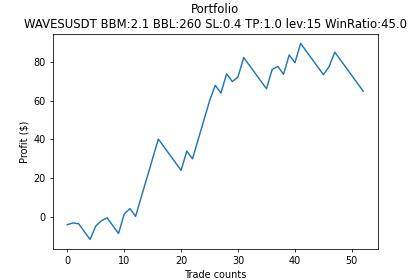 Portfolio
WAVESUSDT BBM:2.1 BBL:260 SL:0.4 TP:1.0 lev:15 WinRatio:45.0
80
60
40
20
0
Profit ($)
0 10 20 30 40 50
Trade counts